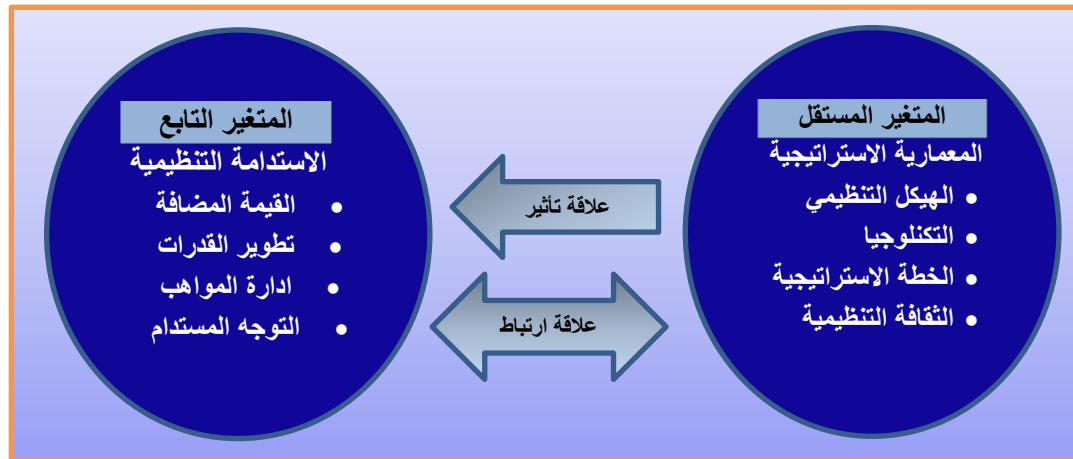 المتغير المستقل
المعمارية الاستراتيجية
• الهيكل التنظيمي
• التكنلوجيا
• الخطة الاستراتيجية
• الثقافة التنظيمية
علاقة تأثير
علاقة ارتباط
المتغير التابع
الاستدامة التنظيمية
• القيمة المضافة
• تطوير القدرات
• ادارة المواهب
• التوجه المستدام